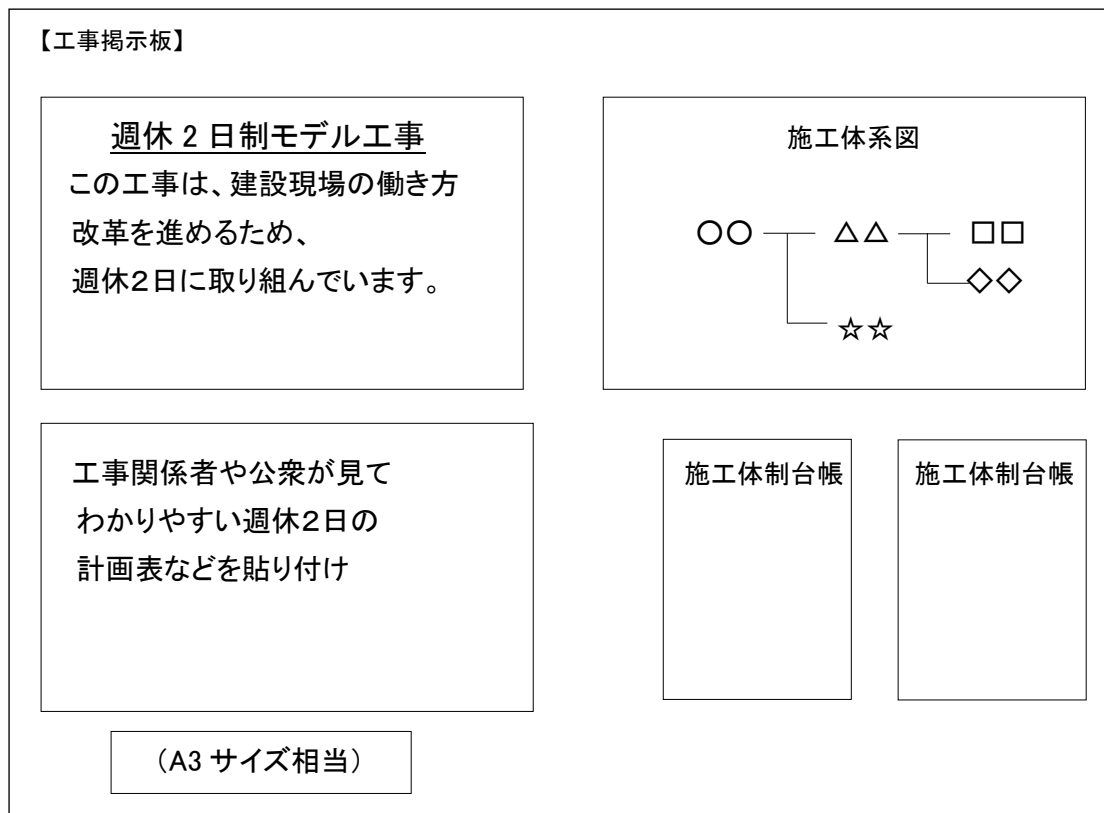 【工事掲示板】
週休 2 日制モデル工事
この工事は、建設現場の働き方
改革を進めるため、
週休２日に取り組んでいます。
施工体系図
○○ △△ □□
◇◇
☆☆
工事関係者や公衆が見て
わかりやすい週休２日の
計画表などを貼り付け
施工体制台帳
施工体制台帳
（A3 サイズ相当）